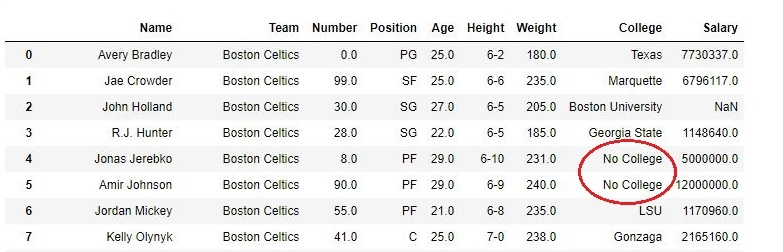 Name Team Number Position Age Height Weight College Salary
0 Avery Bradley Boston Celtics 0.0 PG 25.0 6-2 180.0 Texas 7730337.0
1 Jae Crowder Boston Celtics 99.0 SF 25.0 6-6 235.0 Marquette 6796117.0
2 John Holland Boston Celtics 30.0 SG 27.0 6-5 205.0 Boston University NaN
3 R.J. Hunter Boston Celtics 28.0 SG 22.0 6-5 185.0 Georgia State 1148640.0
4 Jonas Jerebko Boston Celtics 8.0 PF 29.0 6-10 231.0 No College 5000000.0
5 Amir Johnson Boston Celtics 90.0 PF 29.0 6-9 240.0 No College 12000000.0
6 Jordan Mickey Boston Celtics 55.0 PF 21.0 6-8 235.0 LSU 1170960.0
7 Kelly Olynyk Boston Celtics 41.0 C 25.0 7-0 238.0 Gonzaga 2165160.0